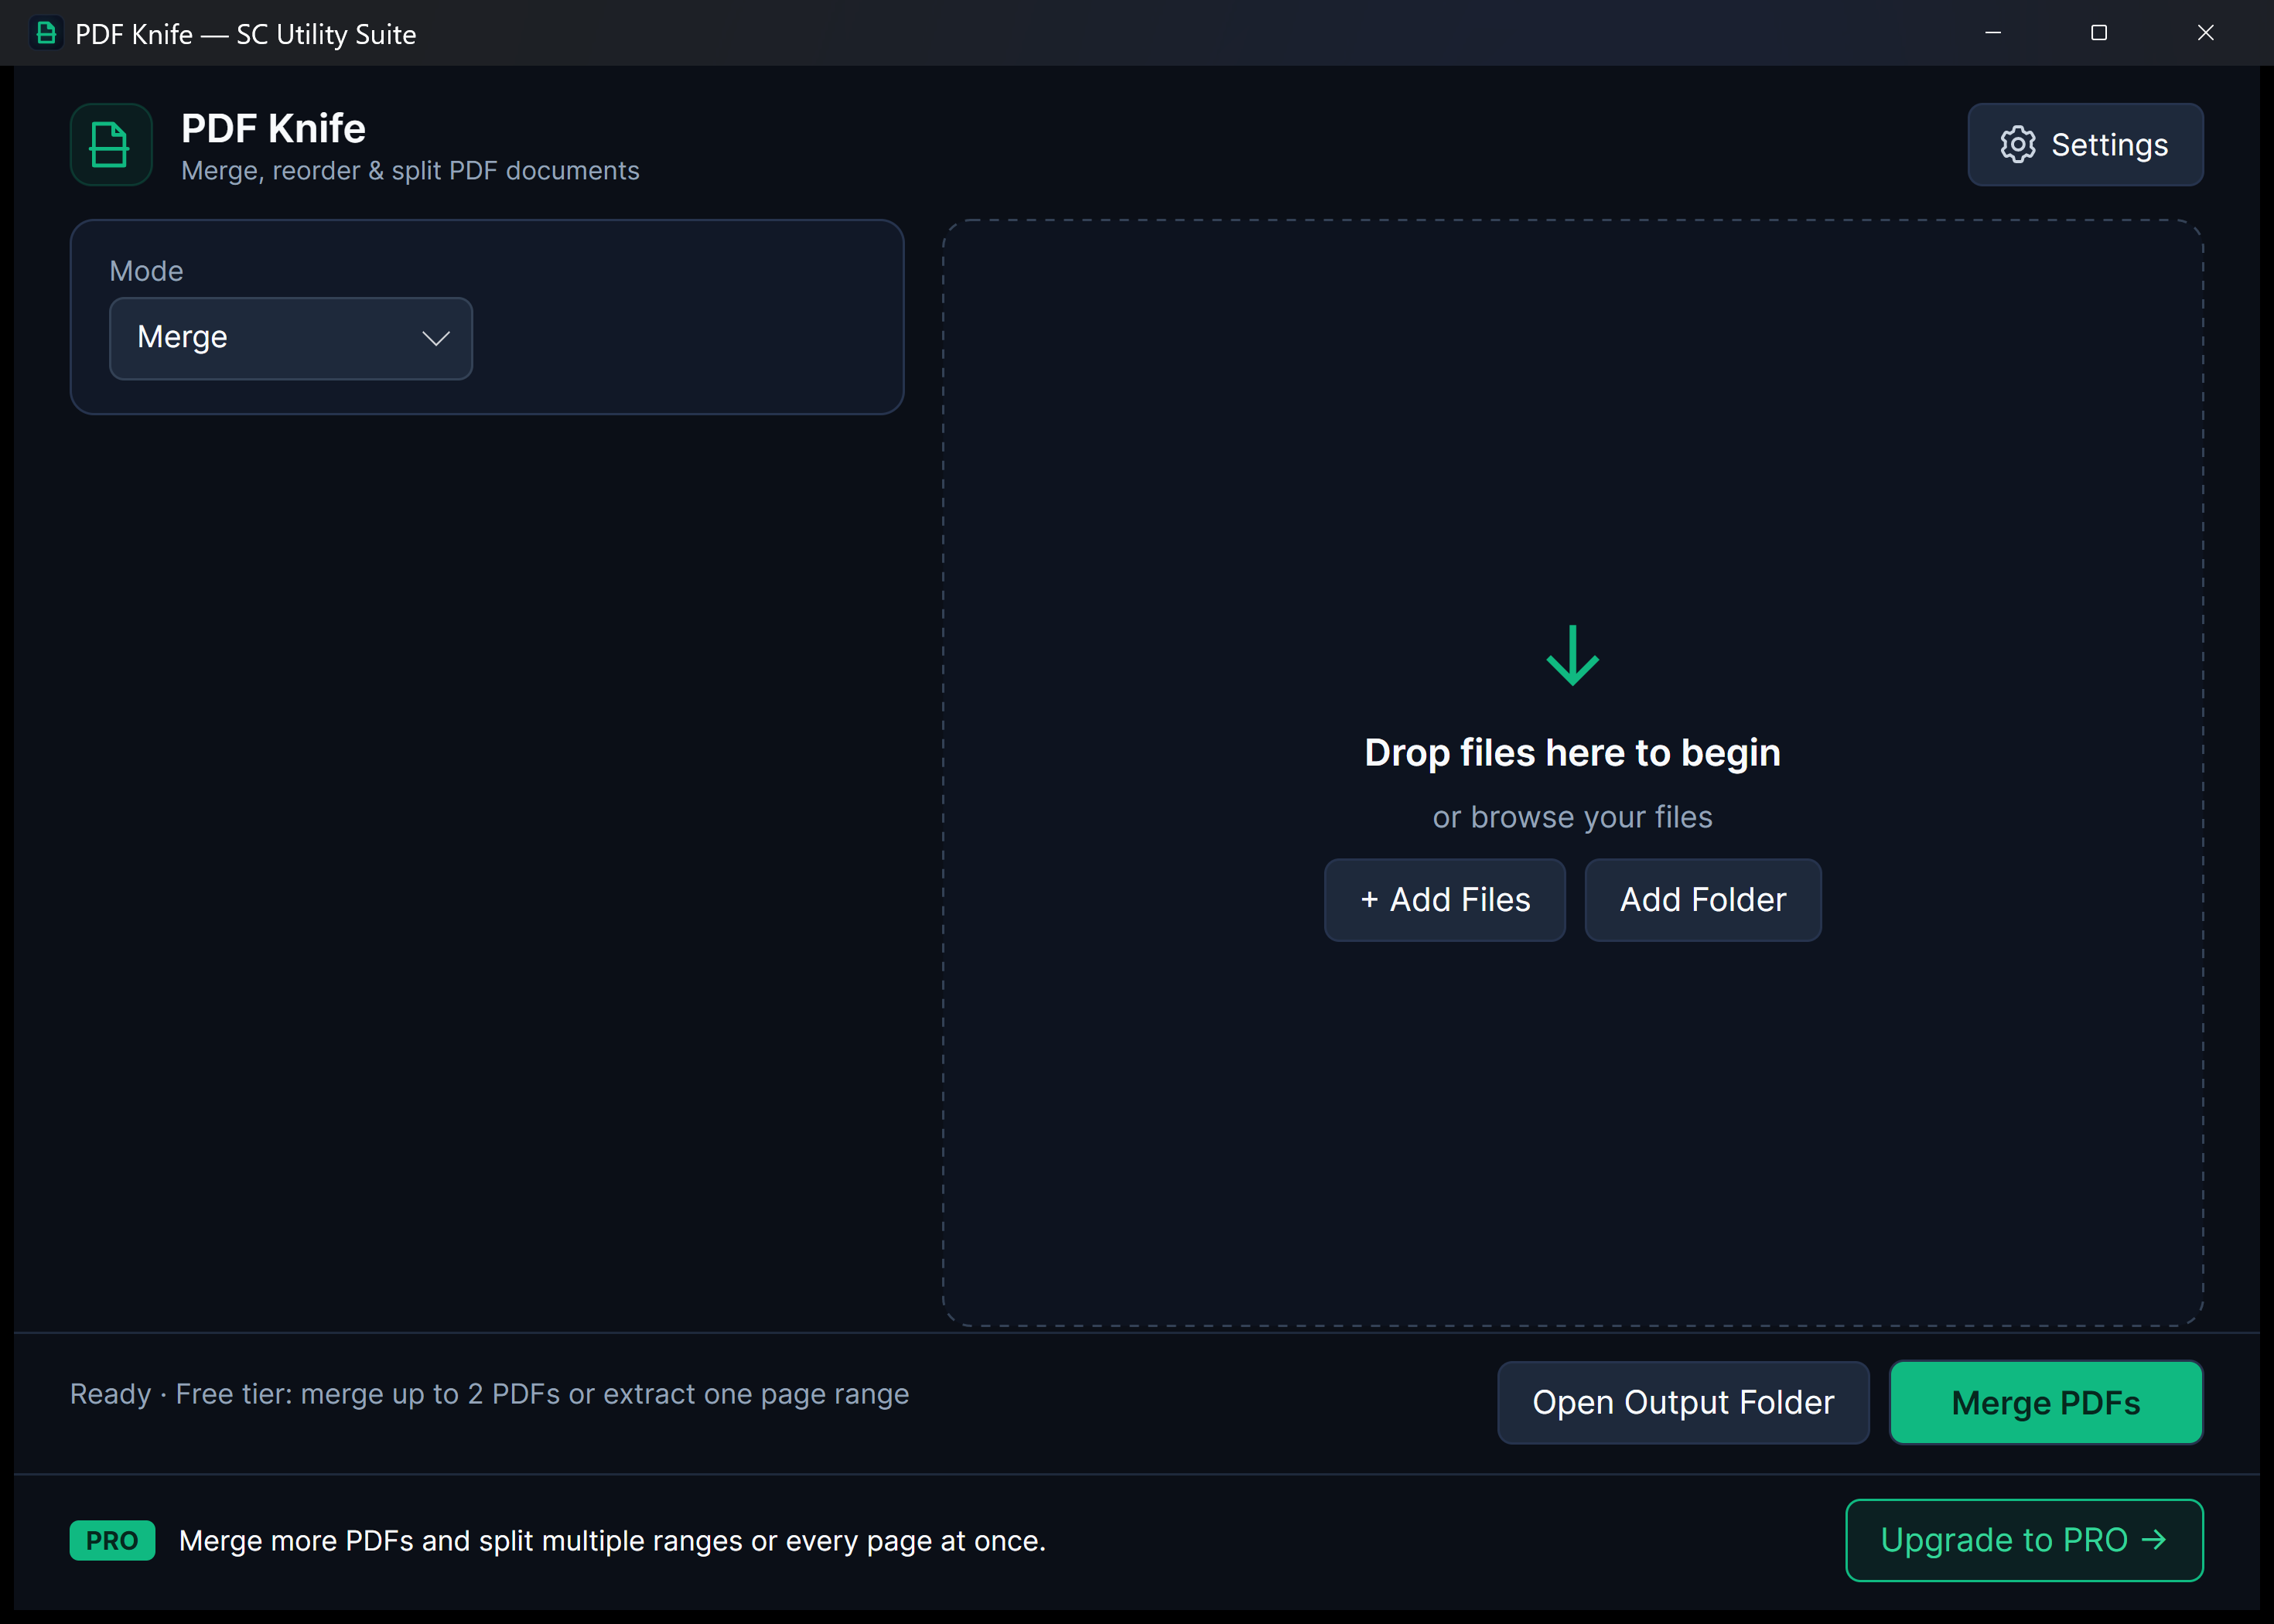 PDF Knife — SC Utility Suite
PDF Knife
Merge, reorder & split PDF documents
Settings
Mode
Merge
Drop files here to begin
or browse your files
+ Add Files
Add Folder
Ready · Free tier: merge up to 2 PDFs or extract one page range
Open Output Folder
Merge PDFs
PRO
Merge more PDFs and split multiple ranges or every page at once.
Upgrade to PRO →